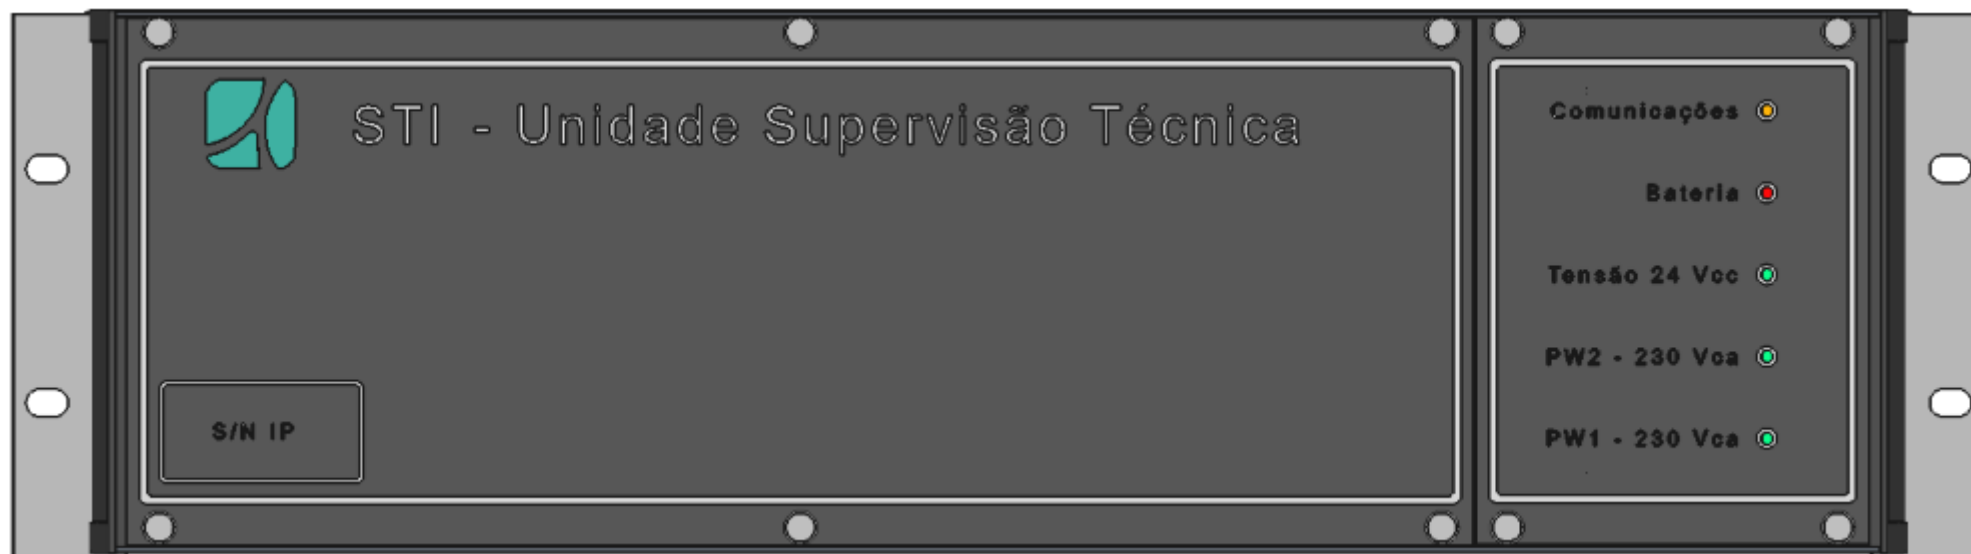 STI - Unidade Supervisão Técnica
Comunicações
Bateria
Tensão 24 Vcc
PW2 - 230 Vca
PW1 - 230 Vca
S/N IP